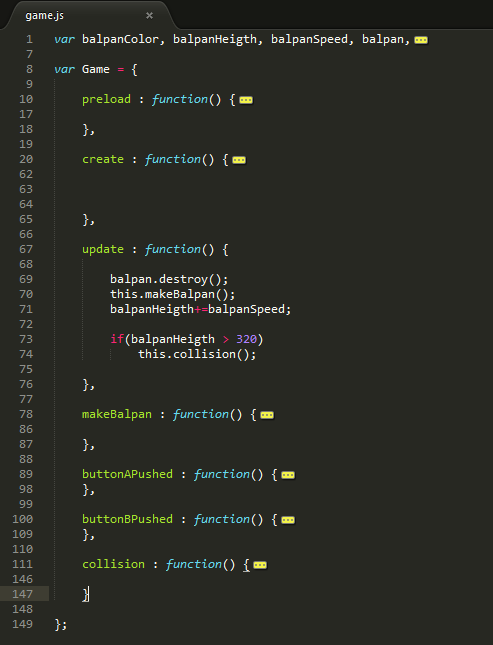 game.js ×
1 var balpanColor, balpanHeigth, balpanSpeed, balpan,
7
8 var Game = {
9
10 preload : function() {
17
18 },
19
20 create : function() {
62
63
64
65 },
66
67 update : function() {
68
69 balpan.destroy();
70 this.makeBalpan();
71 balpanHeigth+=balpanSpeed;
72
73 if(balpanHeigth > 320)
74 this.collision();
75
76 },
77
78 makeBalpan : function() {
86
87 },
88
89 buttonAPushed : function() {
98 },
99
100 buttonBPushed : function() {
109 },
110
111 collision : function() {
146
147 }
148
149 };